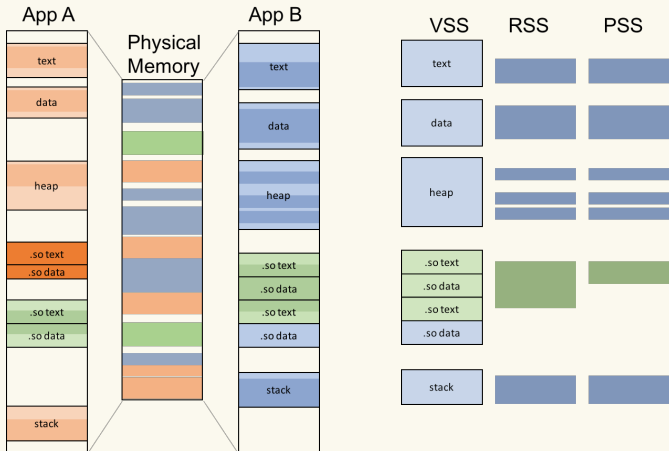 App A
App B
Physical
Memory
VSS
RSS
PSS
text
data
heap
.so text
.so data
.so text
.so data
stack
text
data
heap
.so text
.so data
.so text
.so data
stack
text
data
heap
.so text
.so data
.so text
.so data
stack